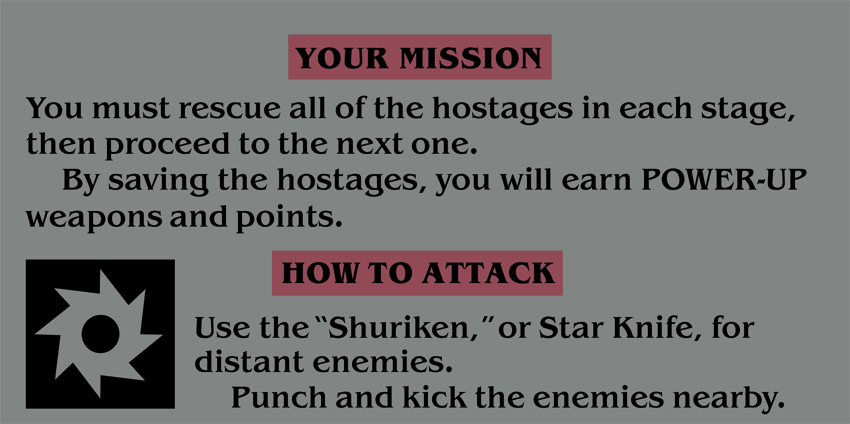 YOUR MISSION
You must rescue all of the hostages in each stage,
then proceed to the next one.
By saving the hostages, you will earn POWER-UP
weapons and points.
HOW TO ATTACK
Use the “Shuriken,” or Star Knife, for
distant enemies.
Punch and kick the enemies nearby.